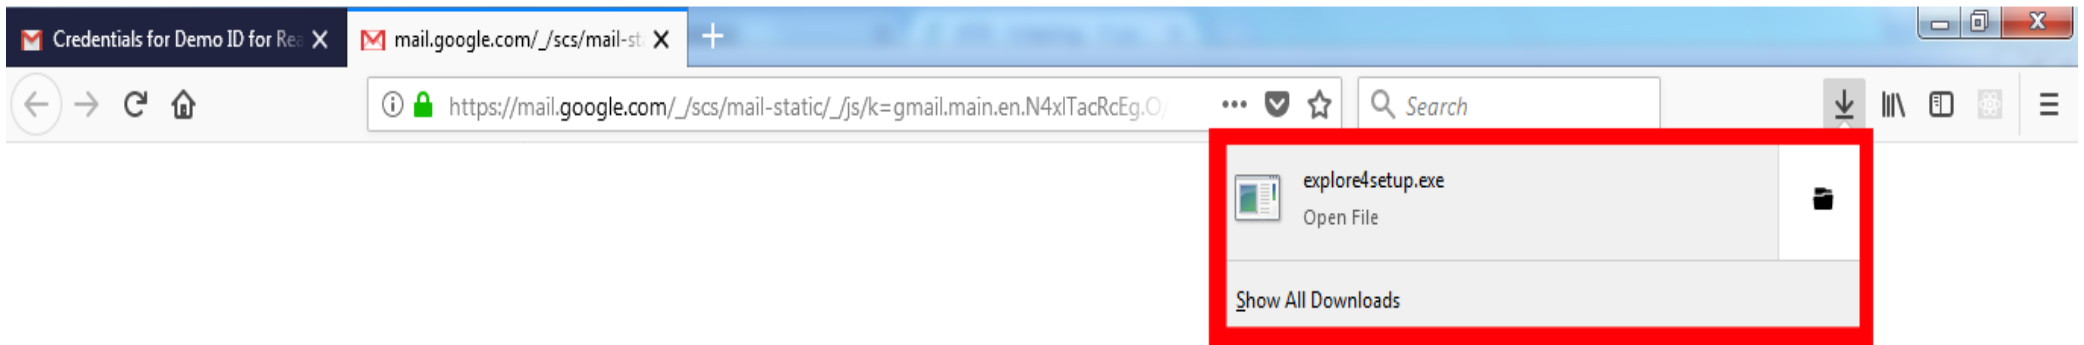 Credentials for Demo ID for Rea
mail.google.com/_/scs/mail-st
https://mail.google.com/_/scs/mail-static/_/js/k=gmail.main.en.N4xlTacRcEg.O/
Search
explore4setup.exe
Open File
Show All Downloads